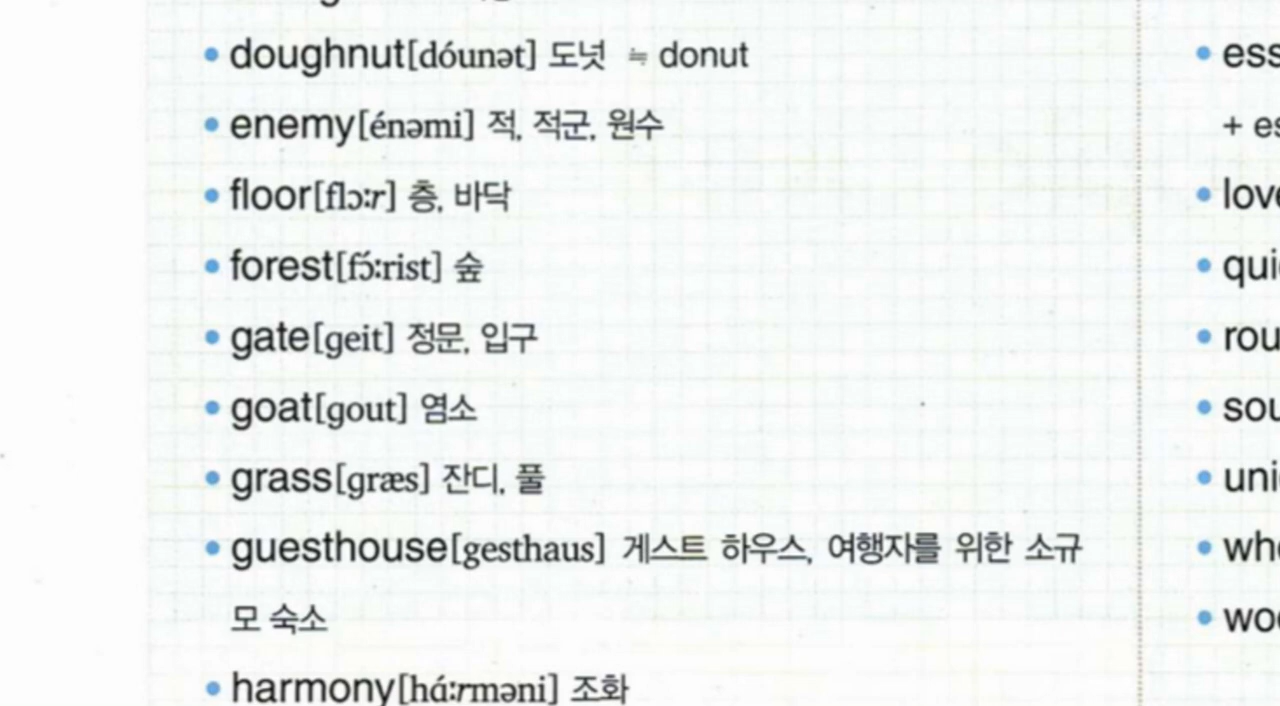 doughnut[dóunət] 도넛 ≒ donut
enemy[énəmi] 적, 적군, 원수
floor[flɔːr] 층, 바닥
forest[fɔ́ːrist] 숲
gate[geit] 정문, 입구
goat[gout] 염소
grass[græs] 잔디, 풀
guesthouse[gesthaus] 게스트 하우스, 여행자를 위한 소규
모 숙소
harmony[hɑ́ːrməni] 조화